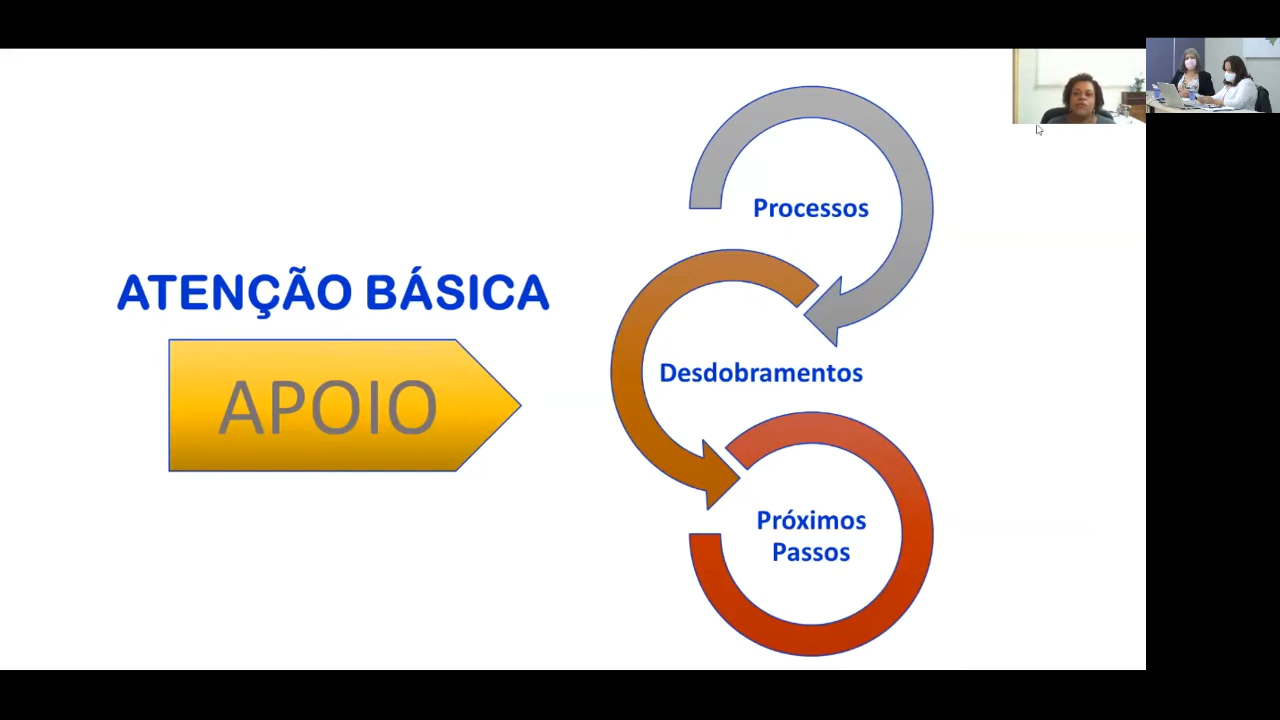 ATENÇÃO BÁSICA
APOIO
Processos
Desdobramentos
Próximos
Passos